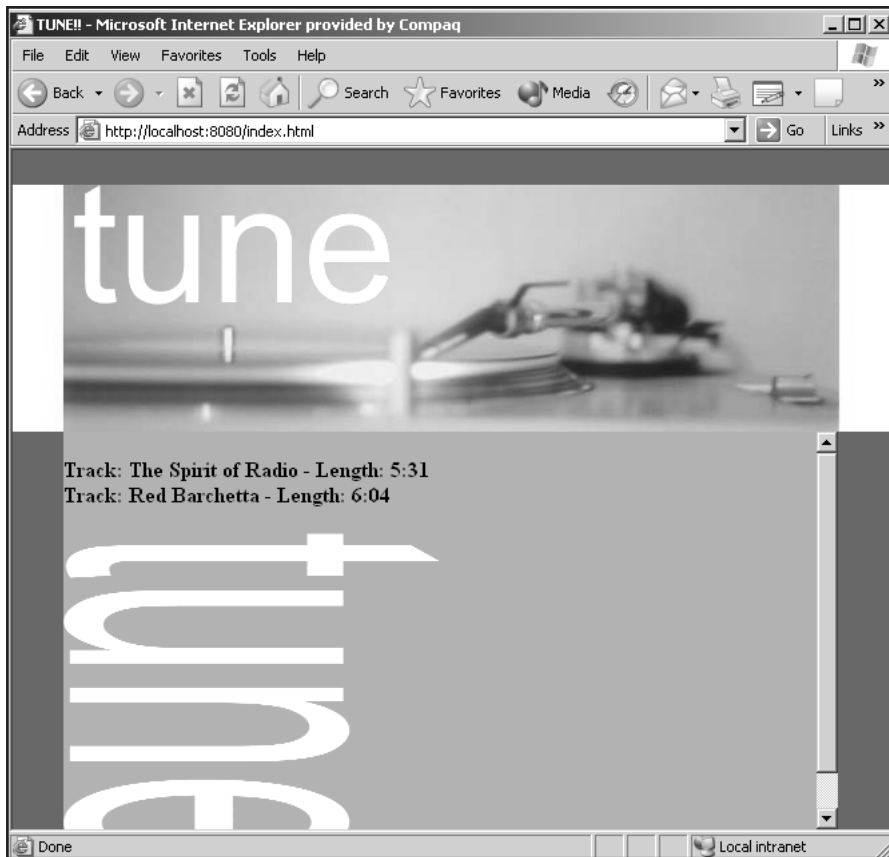 TUNE!! - Microsoft Internet Explorer provided by Compaq
File Edit View Favorites Tools Help
Back Search Favorites Media »
Address http://localhost:8080/index.html Go Links »
tune
Track: The Spirit of Radio - Length: 5:31
Track: Red Barchetta - Length: 6:04
tune
Done Local intranet